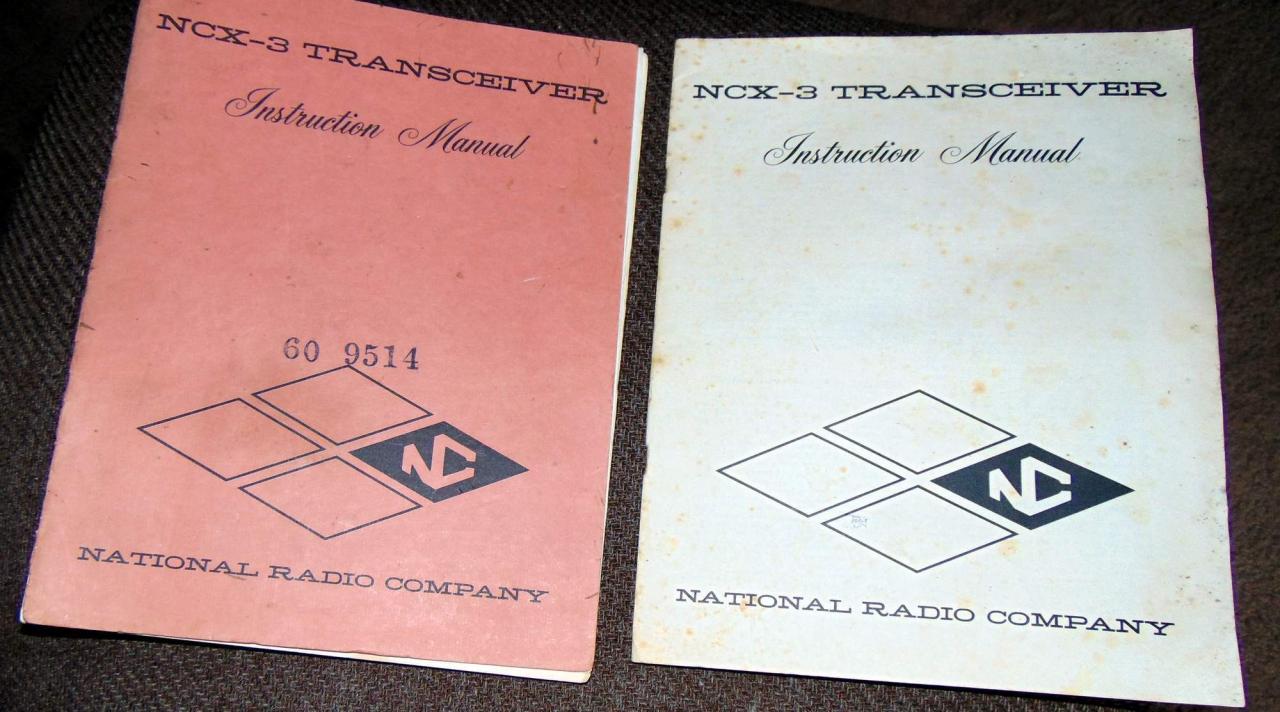 NCX-3 TRANSCEIVER
Instruction Manual
60 9514
NC
NATIONAL RADIO COMPANY
NCX-3 TRANSCEIVER
Instruction Manual
NC
NATIONAL RADIO COMPANY